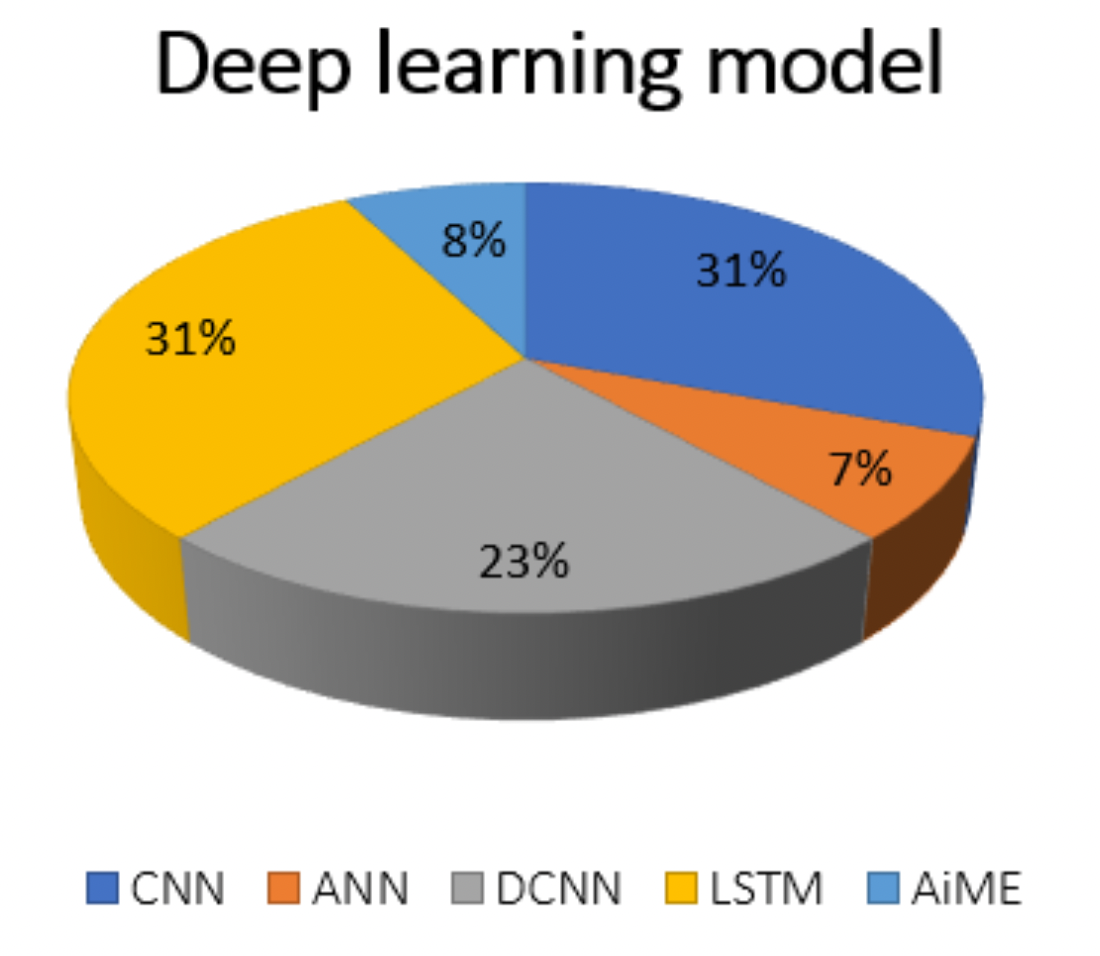 Deep learning model
8%
31%
31%
7%
23%
CNN ANN DCNN LSTM AiME